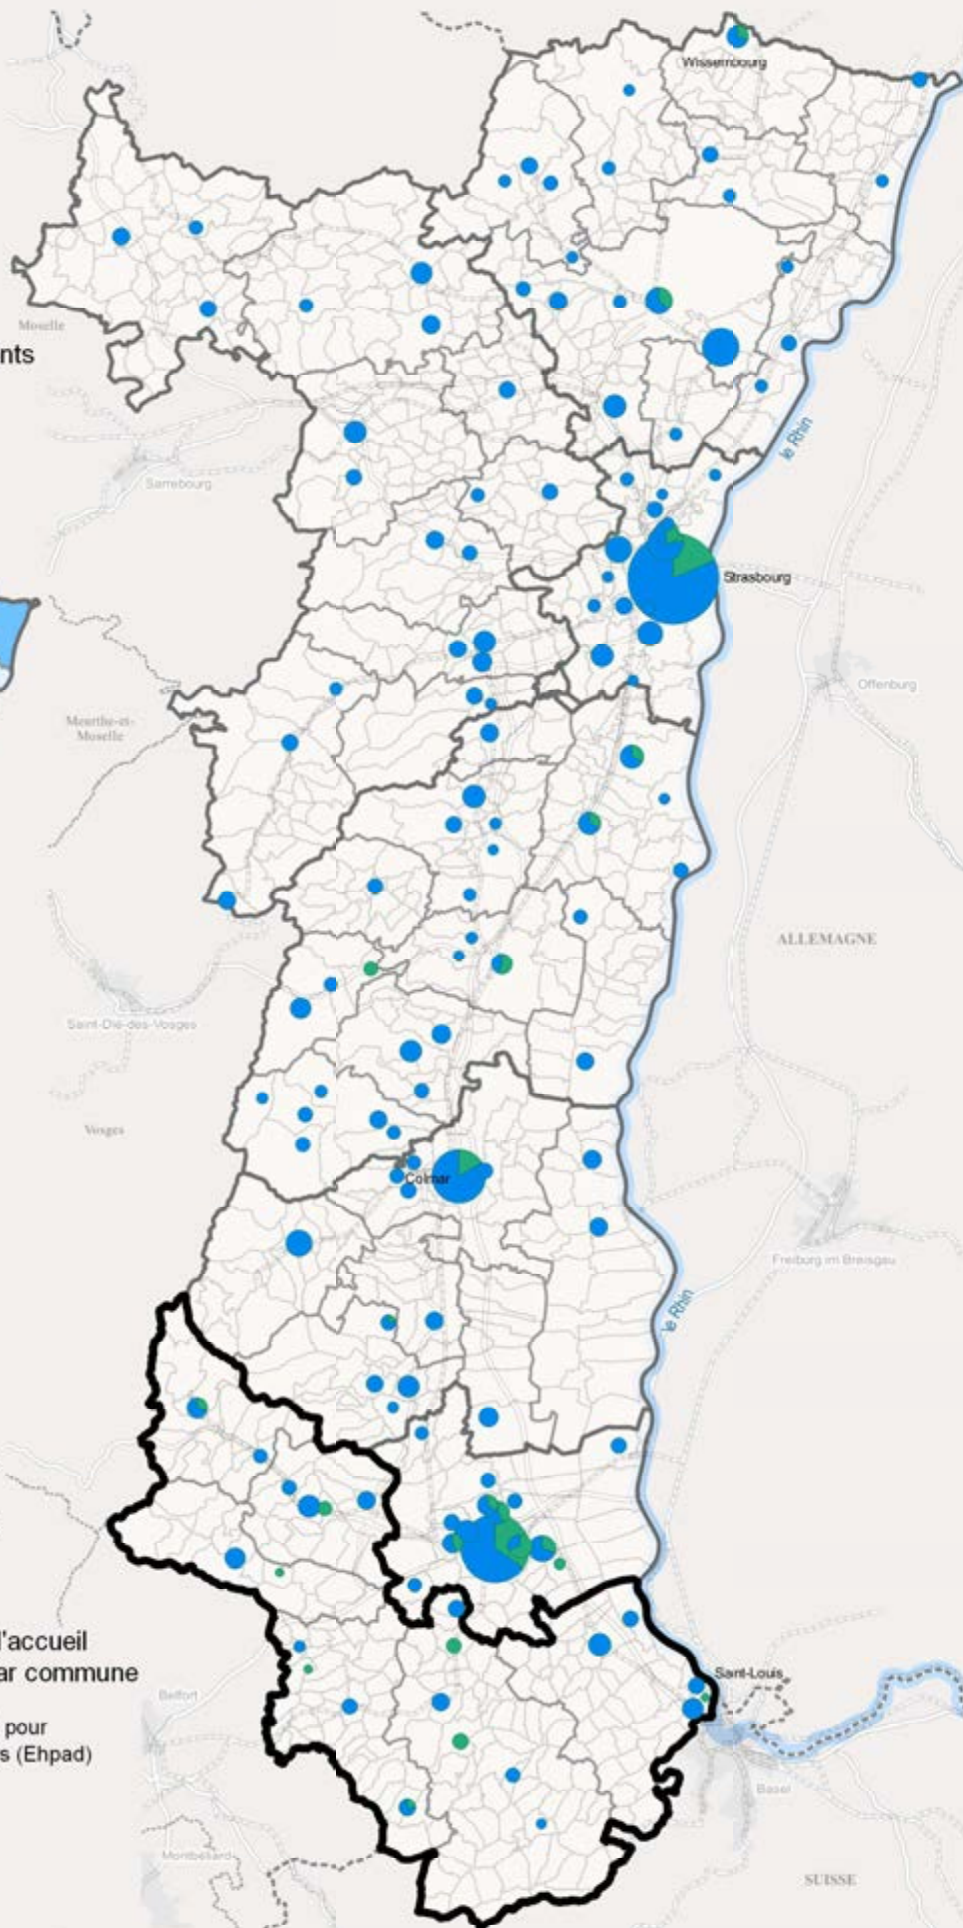 Wissembourg
Moselle
nts
le Rhin
Sarrebourg
Strasbourg
Offenburg
Meurthe-et-
Moselle
ALLEMAGNE
Saint-Dié-des-Vosges
Vosges
Colmar
Freiburg im Breisgau
le Rhin
l'accueil
ar commune
Saint-Louis
Belfort
pour
s (Ehpad)
Basel
Montbéliard
SUISSE